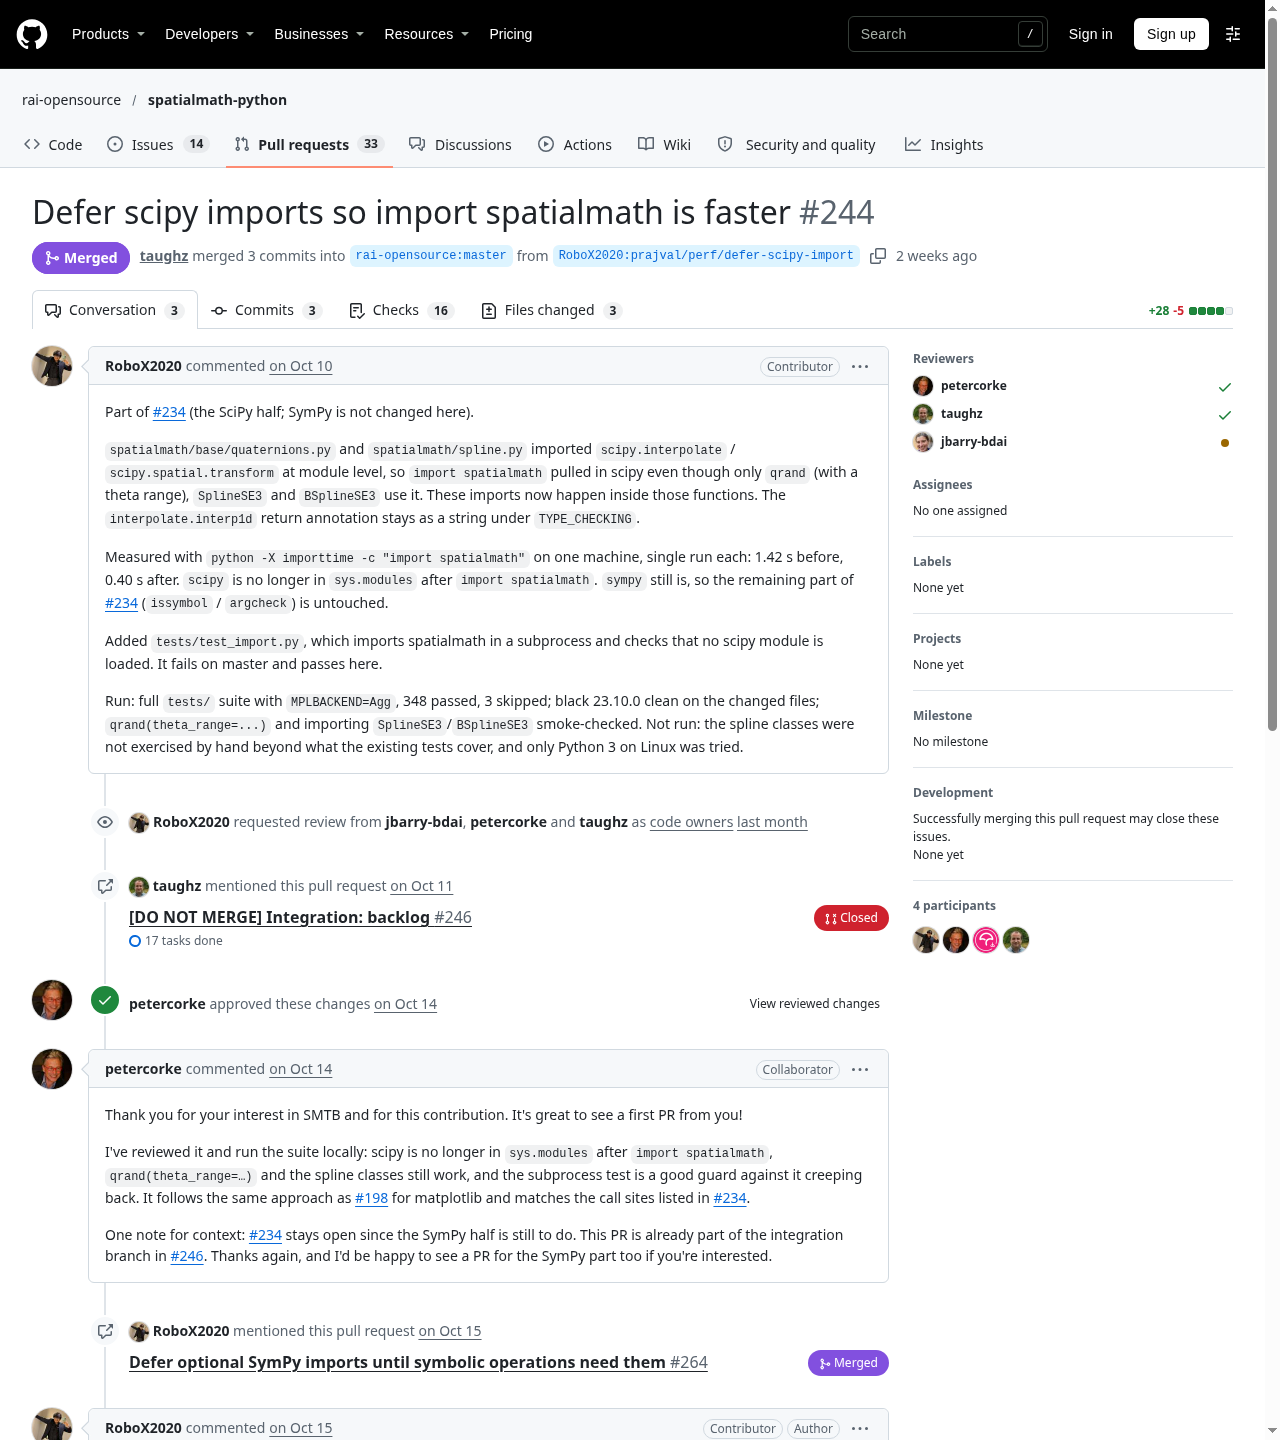 Products Developers Businesses Resources Pricing Search / Sign in Sign up
rai-opensource / spatialmath-python
Code Issues 14 Pull requests 33 Discussions Actions Wiki Security and quality Insights
Defer scipy imports so import spatialmath is faster #244
Merged taughz merged 3 commits into rai-opensource:master from RoboX2020:prajval/perf/defer-scipy-import 2 weeks ago
Conversation 3 Commits 3 Checks 16 Files changed 3 +28 -5
RoboX2020 commented on Oct 10 Contributor
Part of #234 (the SciPy half; SymPy is not changed here).
spatialmath/base/quaternions.py and spatialmath/spline.py imported scipy.interpolate /
scipy.spatial.transform at module level, so import spatialmath pulled in scipy even though only qrand (with a
theta range), SplineSE3 and BSplineSE3 use it. These imports now happen inside those functions. The
interpolate.interp1d return annotation stays as a string under TYPE_CHECKING.
Measured with python -X importtime -c "import spatialmath" on one machine, single run each: 1.42 s before,
0.40 s after. scipy is no longer in sys.modules after import spatialmath. sympy still is, so the remaining part of
#234 (issymbol / argcheck) is untouched.
Added tests/test_import.py, which imports spatialmath in a subprocess and checks that no scipy module is
loaded. It fails on master and passes here.
Run: full tests/ suite with MPLBACKEND=Agg, 348 passed, 3 skipped; black 23.10.0 clean on the changed files;
qrand(theta_range=...) and importing SplineSE3/BSplineSE3 smoke-checked. Not run: the spline classes were
not exercised by hand beyond what the existing tests cover, and only Python 3 on Linux was tried.
RoboX2020 requested review from jbarry-bdai, petercorke and taughz as code owners last month
taughz mentioned this pull request on Oct 11
[DO NOT MERGE] Integration: backlog #246
Closed
17 tasks done
petercorke approved these changes on Oct 14 View reviewed changes
petercorke commented on Oct 14 Collaborator
Thank you for your interest in SMTB and for this contribution. It's great to see a first PR from you!
I've reviewed it and run the suite locally: scipy is no longer in sys.modules after import spatialmath,
qrand(theta_range=…) and the spline classes still work, and the subprocess test is a good guard against it creeping
back. It follows the same approach as #198 for matplotlib and matches the call sites listed in #234.
One note for context: #234 stays open since the SymPy half is still to do. This PR is already part of the integration
branch in #246. Thanks again, and I'd be happy to see a PR for the SymPy part too if you're interested.
RoboX2020 mentioned this pull request on Oct 15
Defer optional SymPy imports until symbolic operations need them #264
Merged
RoboX2020 commented on Oct 15 Contributor Author
Reviewers
petercorke
taughz
jbarry-bdai
Assignees
No one assigned
Labels
None yet
Projects
None yet
Milestone
No milestone
Development
Successfully merging this pull request may close these
issues.
None yet
4 participants